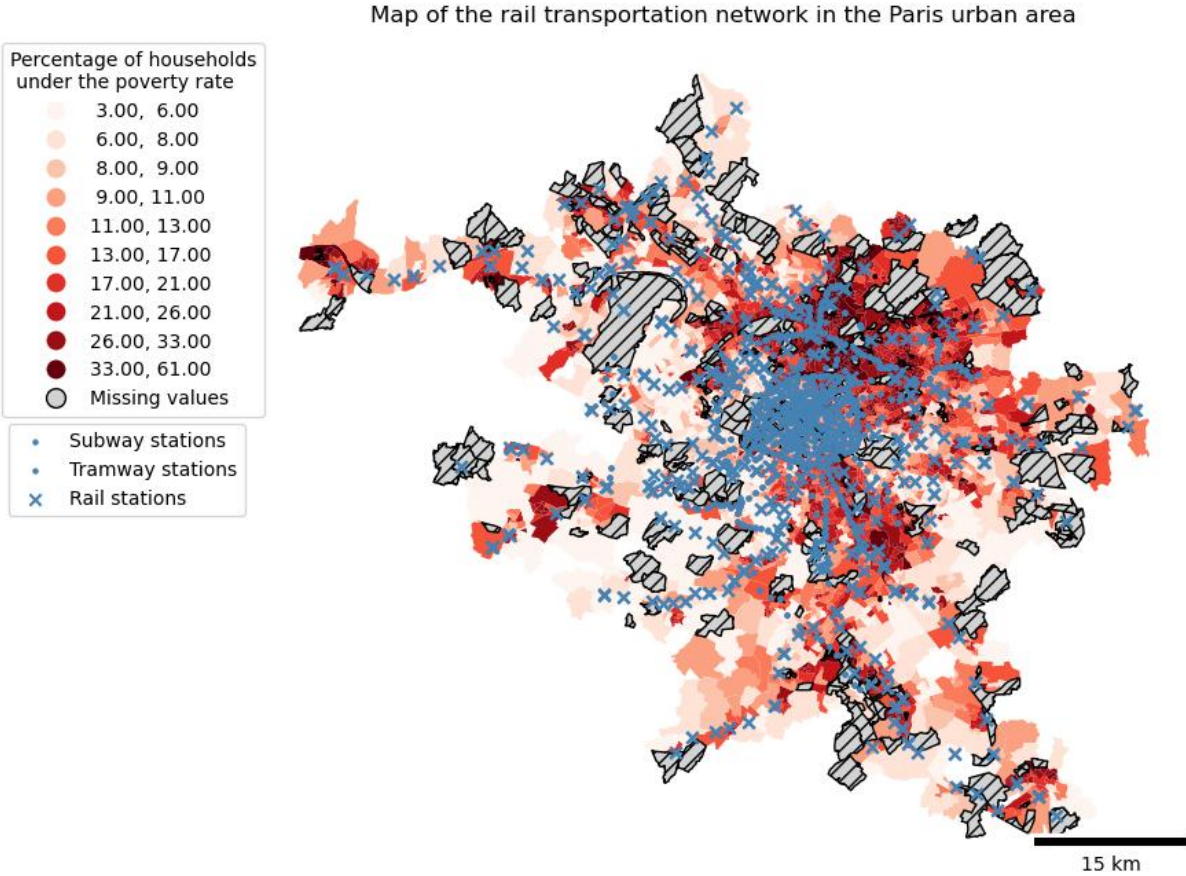 Map of the rail transportation network in the Paris urban area
Percentage of households
under the poverty rate
3.00, 6.00
6.00, 8.00
8.00, 9.00
9.00, 11.00
11.00, 13.00
13.00, 17.00
17.00, 21.00
21.00, 26.00
26.00, 33.00
33.00, 61.00
Missing values
Subway stations
Tramway stations
Rail stations
15 km